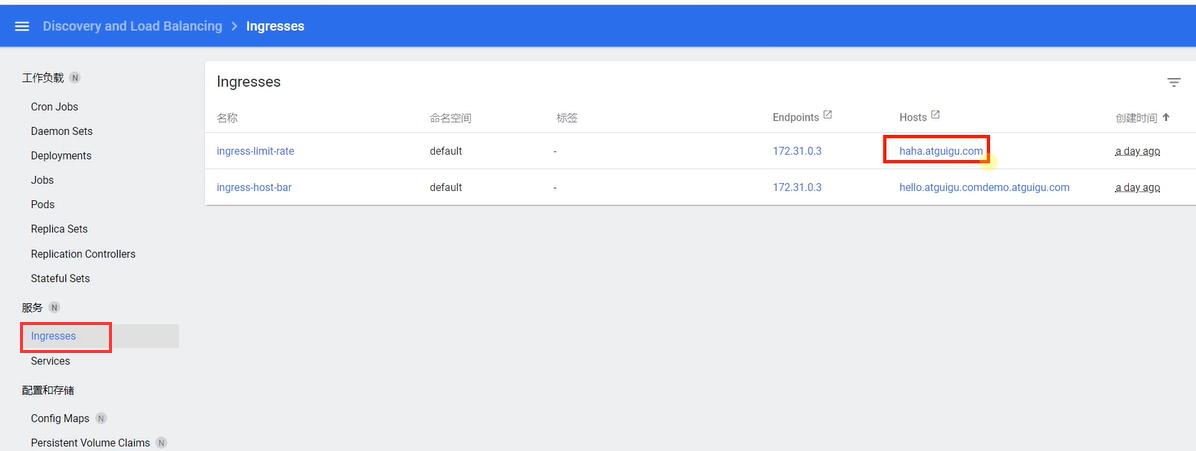 Discovery and Load Balancing > Ingresses
工作负载 N
Cron Jobs
Daemon Sets
Deployments
Jobs
Pods
Replica Sets
Replication Controllers
Stateful Sets
服务 N
Ingresses
Services
配置和存储
Config Maps N
Persistent Volume Claims N
Ingresses
名称 命名空间 标签 Endpoints Hosts 创建时间
ingress-limit-rate default - 172.31.0.3 haha.atguigu.com a day ago
ingress-host-bar default - 172.31.0.3 hello.atguigu.comdemo.atguigu.com a day ago